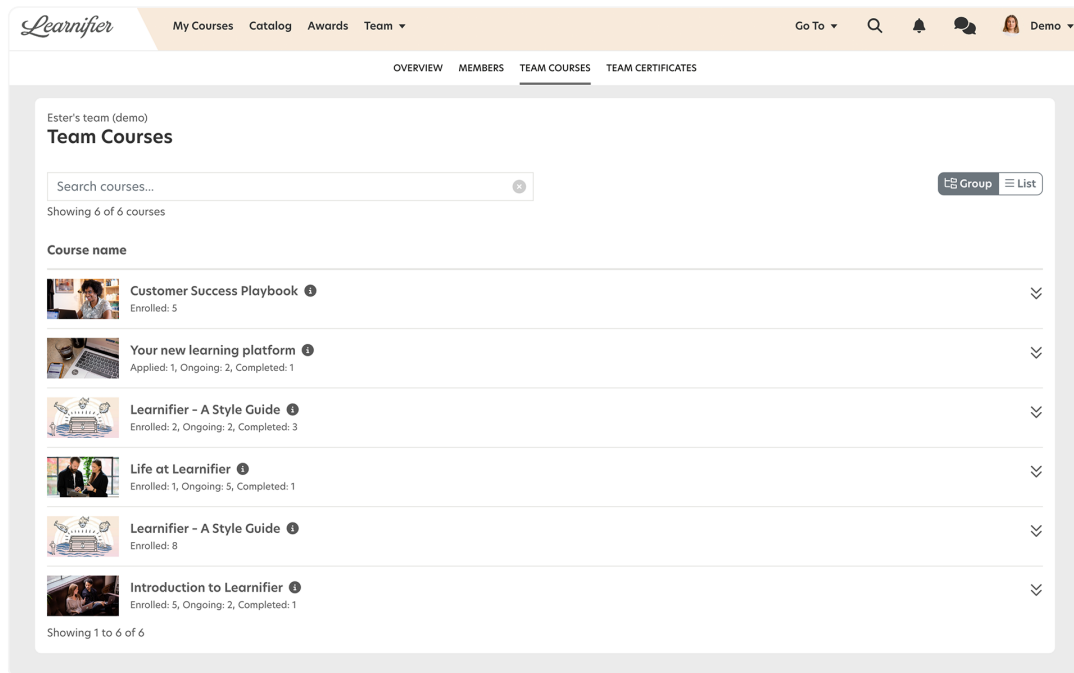 Learnifier
My Courses Catalog Awards Team Go To Demo
OVERVIEW MEMBERS TEAM COURSES TEAM CERTIFICATES
Ester's team (demo)
Team Courses
Search courses...
Group List
Showing 6 of 6 courses
Course name
Customer Success Playbook
Enrolled: 5
Your new learning platform
Applied: 1, Ongoing: 2, Completed: 1
Learnifier - A Style Guide
Enrolled: 2, Ongoing: 2, Completed: 3
Life at Learnifier
Enrolled: 1, Ongoing: 5, Completed: 1
Learnifier - A Style Guide
Enrolled: 8
Introduction to Learnifier
Enrolled: 5, Ongoing: 2, Completed: 1
Showing 1 to 6 of 6